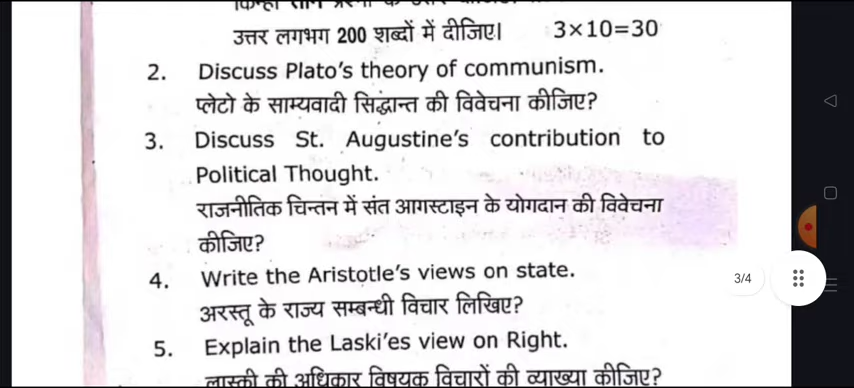 उत्तर लगभग 200 शब्दों में दीजिए। 3×10=30
2. Discuss Plato's theory of communism.
प्लेटो के साम्यवादी सिद्धान्त की विवेचना कीजिए?
3. Discuss St. Augustine's contribution to
Political Thought.
राजनीतिक चिन्तन में संत आगस्टाइन के योगदान की विवेचना
कीजिए?
3/4
4. Write the Aristotle's views on state.
अरस्तू के राज्य सम्बन्धी विचार लिखिए?
5. Explain the Laski'es view on Right.
लास्की की अधिकार विषयक विचारों की व्याख्या कीजिए?